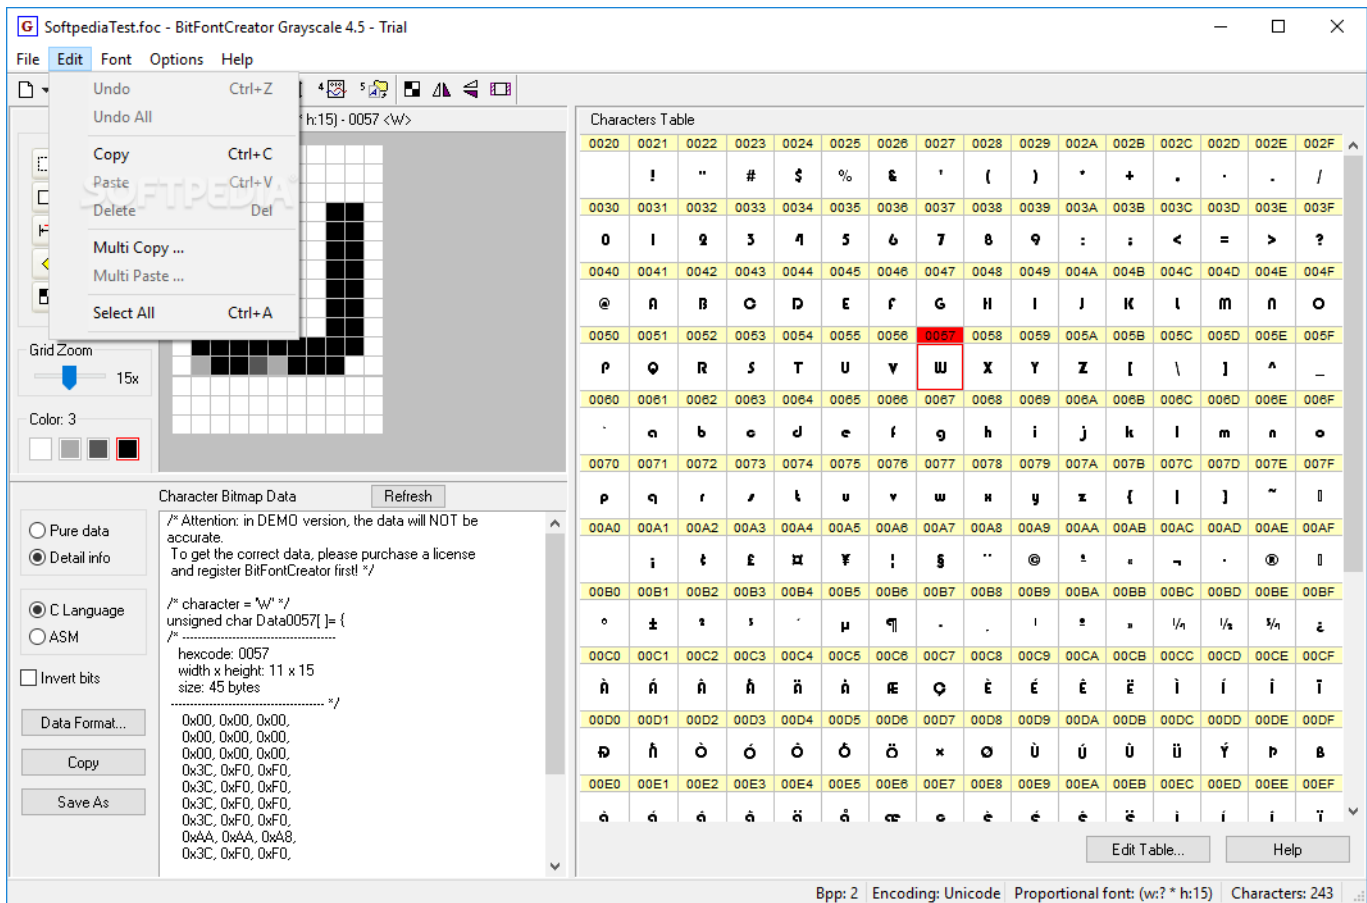 SoftpediaTest.foc - BitFontCreator Grayscale 4.5 - Trial
File Edit Font Options Help
Undo Ctrl+Z
Undo All
Copy Ctrl+C
Paste Ctrl+V
Delete Del
Multi Copy ...
Multi Paste ...
Select All Ctrl+A
SOFTPEDIA
* h:15) - 0057 <W>
Grid Zoom
15x
Color: 3
Character Bitmap Data
Refresh
Pure data
Detail info
C Language
ASM
Invert bits
Data Format...
Copy
Save As
/* Attention: in DEMO version, the data will NOT be
accurate.
To get the correct data, please purchase a license
and register BitFontCreator first! */
/* character = 'W' */
unsigned char Data0057[ ]= {
/* --------------------------------------
hexcode: 0057
width x height: 11 x 15
size: 45 bytes
-------------------------------------- */
0x00, 0x00, 0x00,
0x00, 0x00, 0x00,
0x00, 0x00, 0x00,
0x3C, 0xF0, 0xF0,
0x3C, 0xF0, 0xF0,
0x3C, 0xF0, 0xF0,
0x3C, 0xF0, 0xF0,
0xAA, 0xAA, 0xA8,
0x3C, 0xF0, 0xF0,
Characters Table
0020 0021 0022 0023 0024 0025 0026 0027 0028 0029 002A 002B 002C 002D 002E 002F
! " # $ % & ' ( ) * + , - . /
0030 0031 0032 0033 0034 0035 0036 0037 0038 0039 003A 003B 003C 003D 003E 003F
0 1 2 3 4 5 6 7 8 9 : ; < = > ?
0040 0041 0042 0043 0044 0045 0046 0047 0048 0049 004A 004B 004C 004D 004E 004F
@ A B C D E F G H I J K L M N O
0050 0051 0052 0053 0054 0055 0056 0057 0058 0059 005A 005B 005C 005D 005E 005F
P Q R S T U V W X Y Z [ \ ] ^ _
0060 0061 0062 0063 0064 0065 0066 0067 0068 0069 006A 006B 006C 006D 006E 006F
` a b c d e f g h i j k l m n o
0070 0071 0072 0073 0074 0075 0076 0077 0078 0079 007A 007B 007C 007D 007E 007F
p q r s t u v w x y z { | } ~
00A0 00A1 00A2 00A3 00A4 00A5 00A6 00A7 00A8 00A9 00AA 00AB 00AC 00AD 00AE 00AF
¡ ¢ £ ¤ ¥ ¦ § ¨ © ª « ¬ - ®
00B0 00B1 00B2 00B3 00B4 00B5 00B6 00B7 00B8 00B9 00BA 00BB 00BC 00BD 00BE 00BF
° ± ² ³ ´ µ ¶ · ¸ ¹ º » ¼ ½ ¾ ¿
00C0 00C1 00C2 00C3 00C4 00C5 00C6 00C7 00C8 00C9 00CA 00CB 00CC 00CD 00CE 00CF
À Á Â Ã Ä Å Æ Ç È É Ê Ë Ì Í Î Ï
00D0 00D1 00D2 00D3 00D4 00D5 00D6 00D7 00D8 00D9 00DA 00DB 00DC 00DD 00DE 00DF
Ð Ñ Ò Ó Ô Õ Ö × Ø Ù Ú Û Ü Ý Þ ß
00E0 00E1 00E2 00E3 00E4 00E5 00E6 00E7 00E8 00E9 00EA 00EB 00EC 00ED 00EE 00EF
à á â ã ä å æ ç è é ê ë ì í î ï
Edit Table...
Help
Bpp: 2 Encoding: Unicode Proportional font: (w:? * h:15) Characters: 243